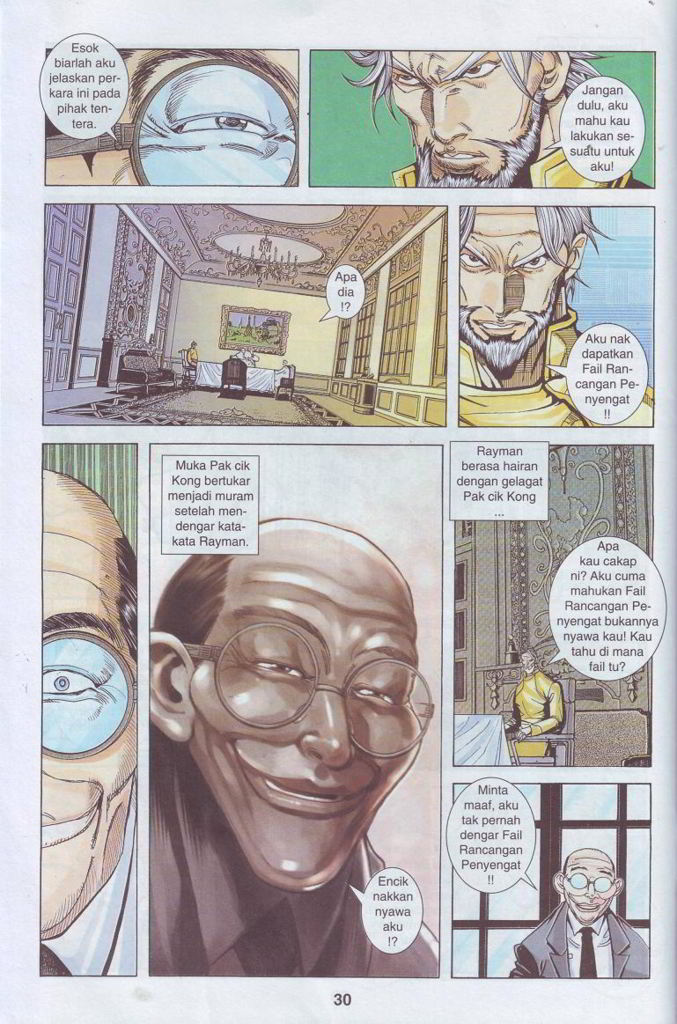 Esok
biarlah aku
jelaskan per-
kara ini pada
pihak ten-
tera.
Jangan
dulu, aku
mahu kau
lakukan se-
suatu untuk
aku!
Apa
dia
!?
Aku nak
dapatkan
Fail Ran-
cangan Pe-
nyengat
!!
Muka Pak cik
Kong bertukar
menjadi muram
setelah men-
dengar kata-
kata Rayman.
Encik
nakkan
nyawa
aku
!?
Rayman
berasa hairan
dengan gelagat
Pak cik Kong
...
Apa
kau cakap
ni? Aku cuma
mahukan Fail
Rancangan Pe-
nyengat bukannya
nyawa kau! Kau
tahu di mana
fail tu?
Minta
maaf, aku
tak pernah
dengar Fail
Rancangan
Penyengat
!!
30